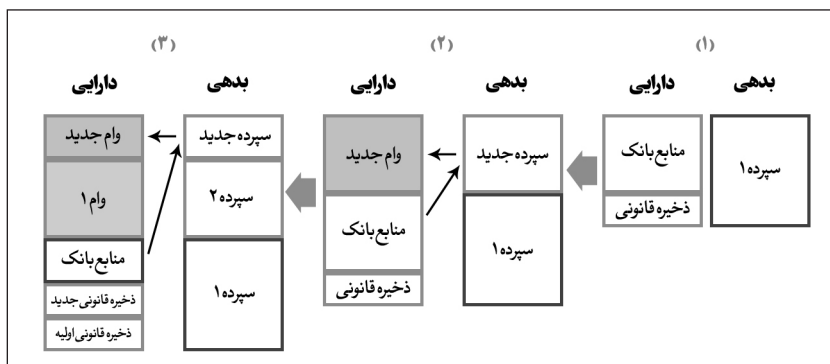 (۱)
بدهی
دارایی
سپرده ۱
منابع بانک
ذخیره قانونی
(۲)
بدهی
دارایی
سپرده جدید
سپرده ۱
وام جدید
منابع بانک
ذخیره قانونی
(۳)
بدهی
دارایی
سپرده جدید
سپرده ۲
سپرده ۱
وام جدید
وام ۱
منابع بانک
ذخیره قانونی جدید
ذخیره قانونی اولیه